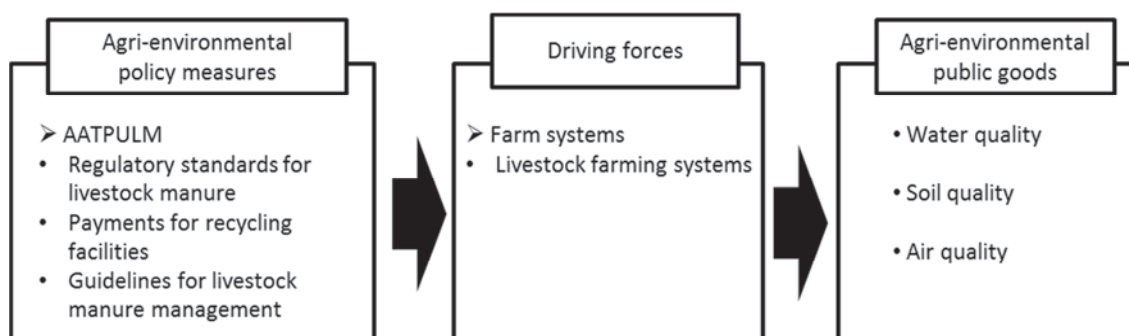 Agri-environmental
policy measures
➢ AATPULM
• Regulatory standards for
livestock manure
• Payments for recycling
facilities
• Guidelines for livestock
manure management
Driving forces
➢ Farm systems
• Livestock farming systems
Agri-environmental
public goods
• Water quality
• Soil quality
• Air quality